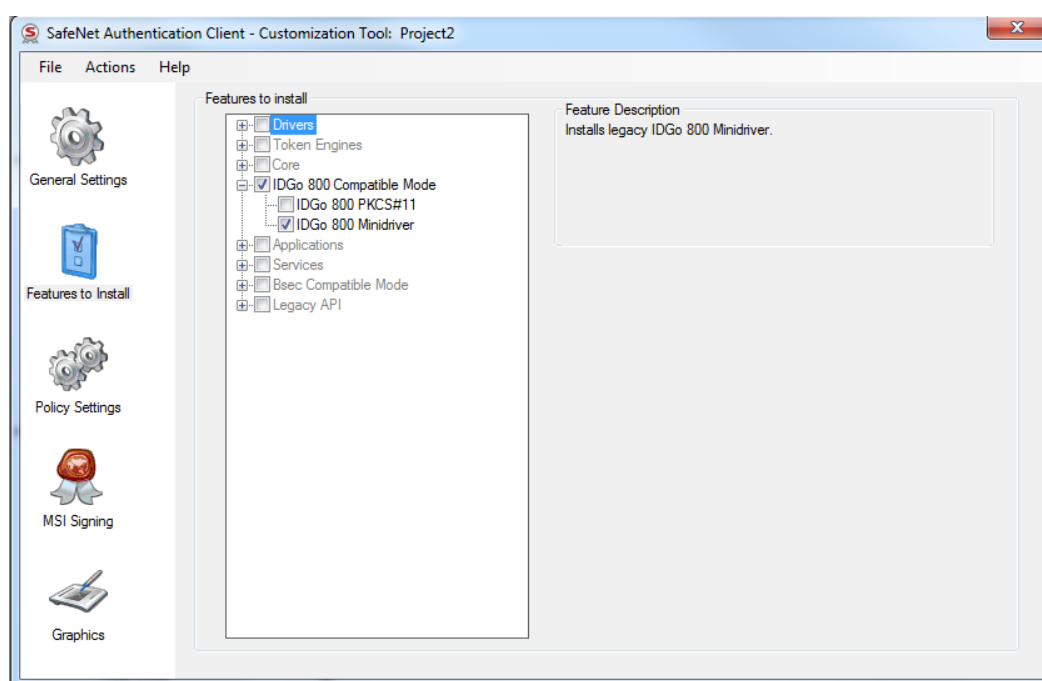 SafeNet Authentication Client - Customization Tool: Project2
File Actions Help
General Settings
Features to Install
Policy Settings
MSI Signing
Graphics
Features to install
Drivers
Token Engines
Core
IDGo 800 Compatible Mode
IDGo 800 PKCS#11
IDGo 800 Minidriver
Applications
Services
Bsec Compatible Mode
Legacy API
Feature Description
Installs legacy IDGo 800 Minidriver.